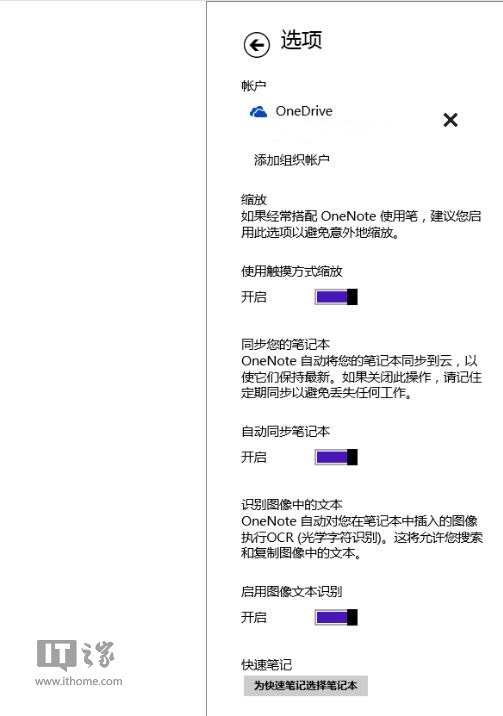 选项
帐户
OneDrive
添加组织帐户
缩放
如果经常搭配 OneNote 使用笔，建议您启
用此选项以避免意外地缩放。
使用触摸方式缩放
开启
同步您的笔记本
OneNote 自动将您的笔记本同步到云，以
使它们保持最新。如果关闭此操作，请记住
定期同步以避免丢失任何工作。
自动同步笔记本
开启
识别图像中的文本
OneNote 自动对您在笔记本中插入的图像
执行OCR (光学字符识别)。这将允许您搜索
和复制图像中的文本。
启用图像文本识别
开启
快速笔记
为快速笔记选择笔记本
IT之家
www.ithome.com